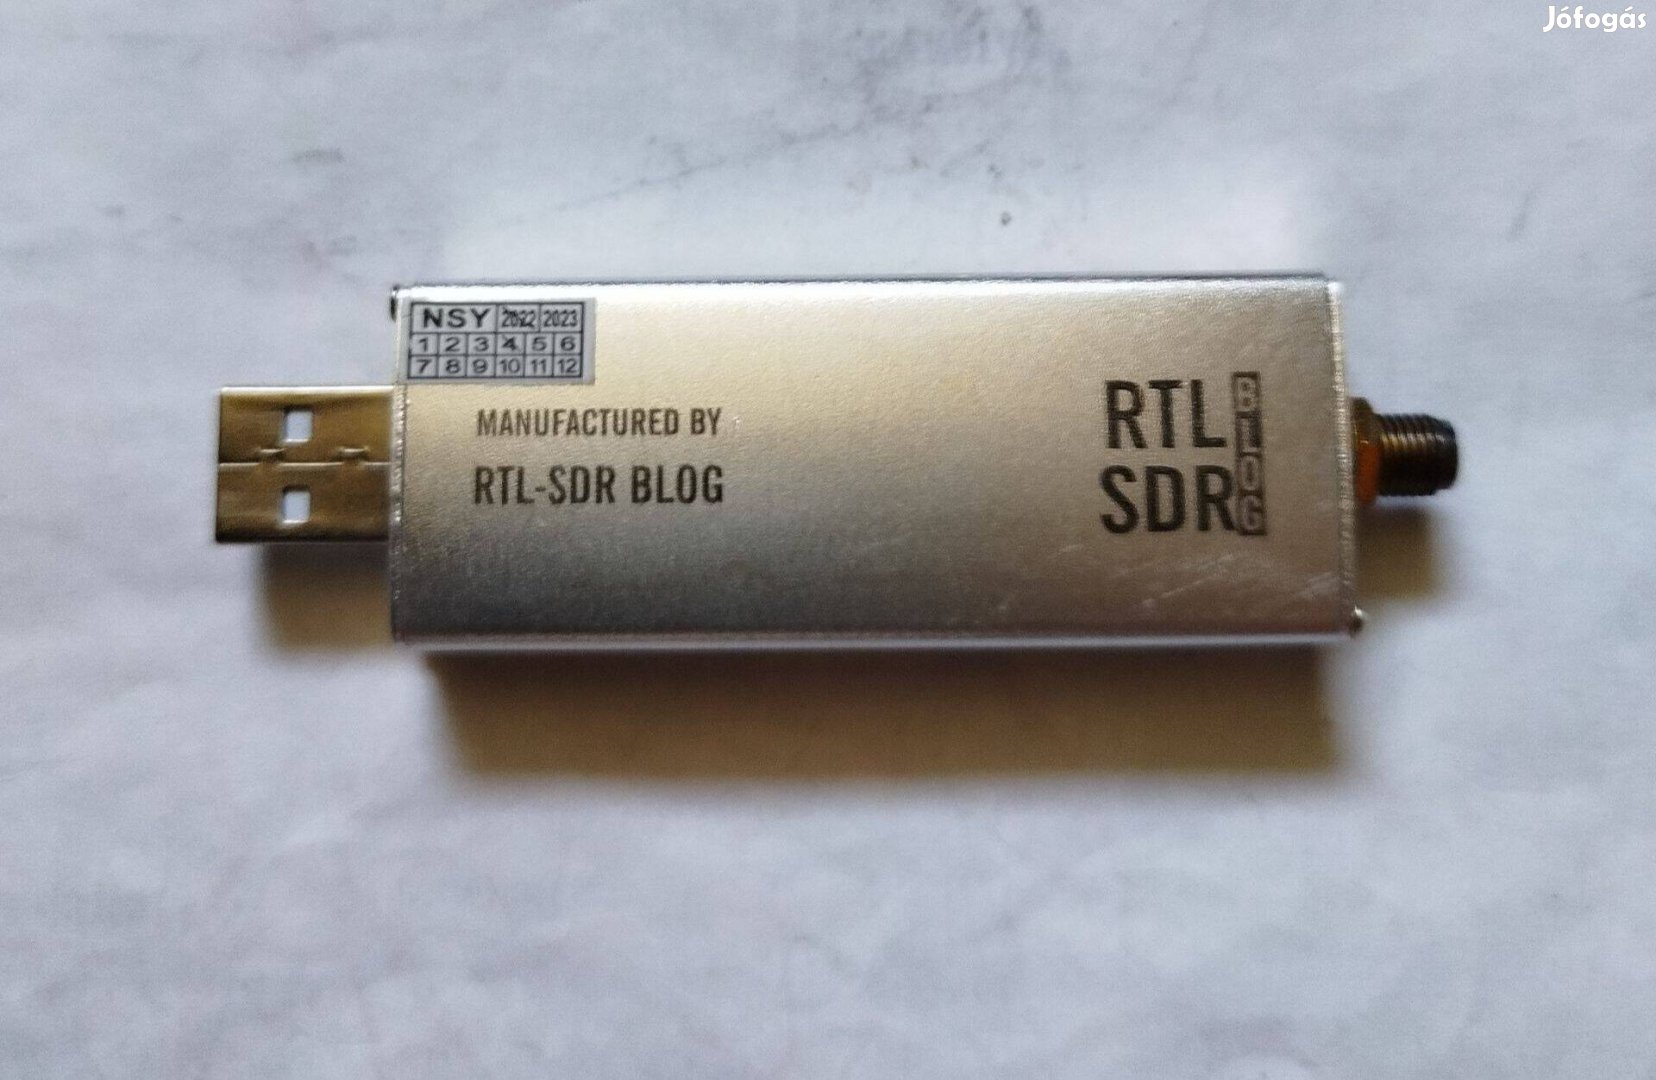 Jófogás
NSY 2022 2023
1 2 3 4 5 6
7 8 9 10 11 12
MANUFACTURED BY
RTL-SDR BLOG
RTL
SDR
BLOG